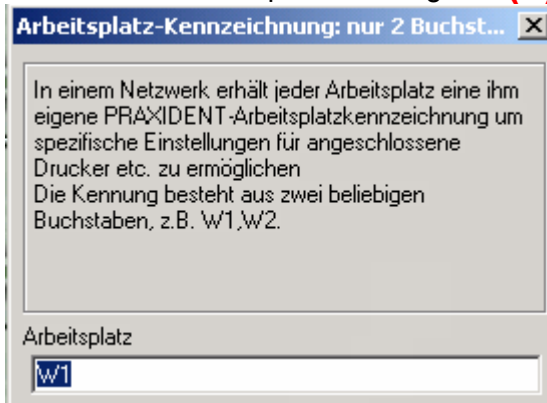 Arbeitsplatz-Kennzeichnung: nur 2 Buchst...
In einem Netzwerk erhält jeder Arbeitsplatz eine ihm
eigene PRAXIDENT-Arbeitsplatzkennzeichnung um
spezifische Einstellungen für angeschlossene
Drucker etc. zu ermöglichen
Die Kennung besteht aus zwei beliebigen
Buchstaben, z.B. W1,W2.
Arbeitsplatz
W1